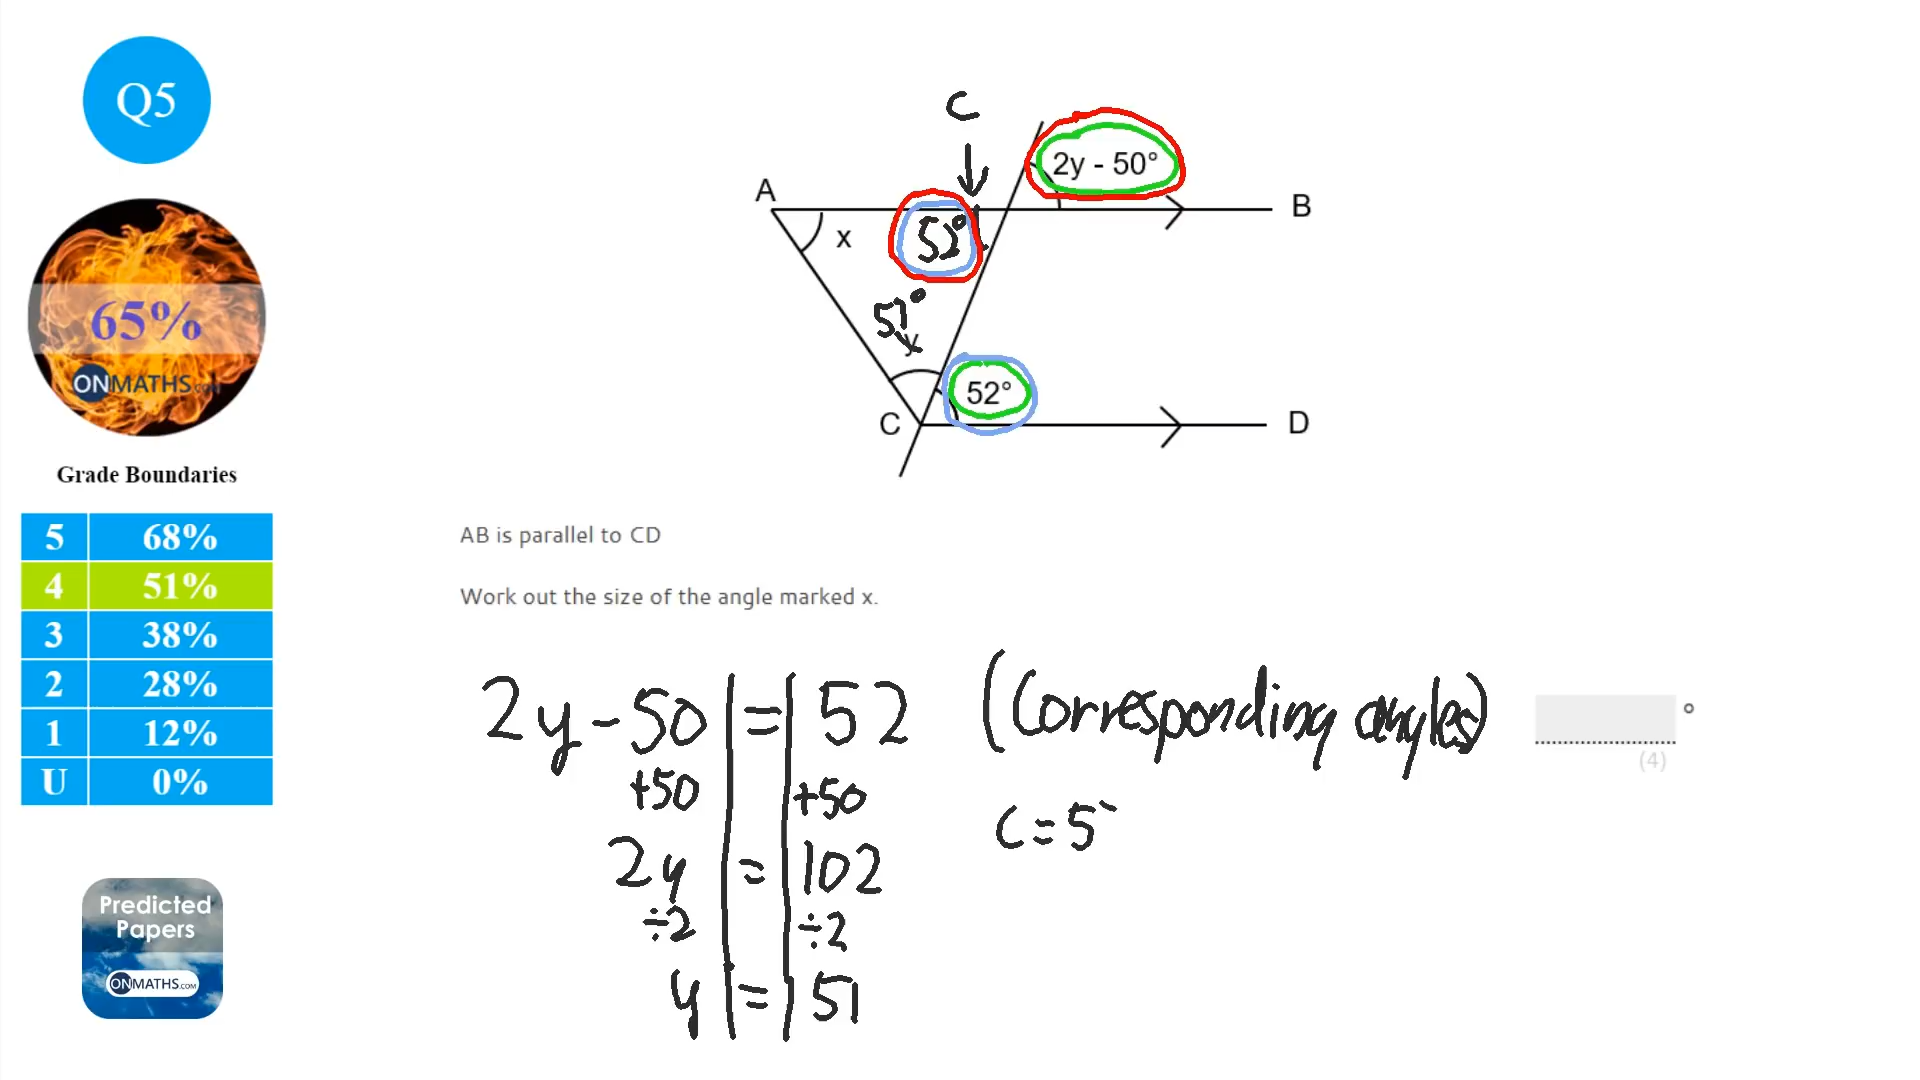 Q5
65%
ONMATHS.com
Grade Boundaries
5 68%
4 51%
3 38%
2 28%
1 12%
U 0%
Predicted
Papers
ONMATHS.COM
C
2y - 50°
A
B
x
52°
51°
y
52°
C
D
AB is parallel to CD
Work out the size of the angle marked x.
2y - 50 = 52 (Corresponding angles)
°
(4)
+50 +50
c = 5
2y = 102
÷2 ÷2
y = 51